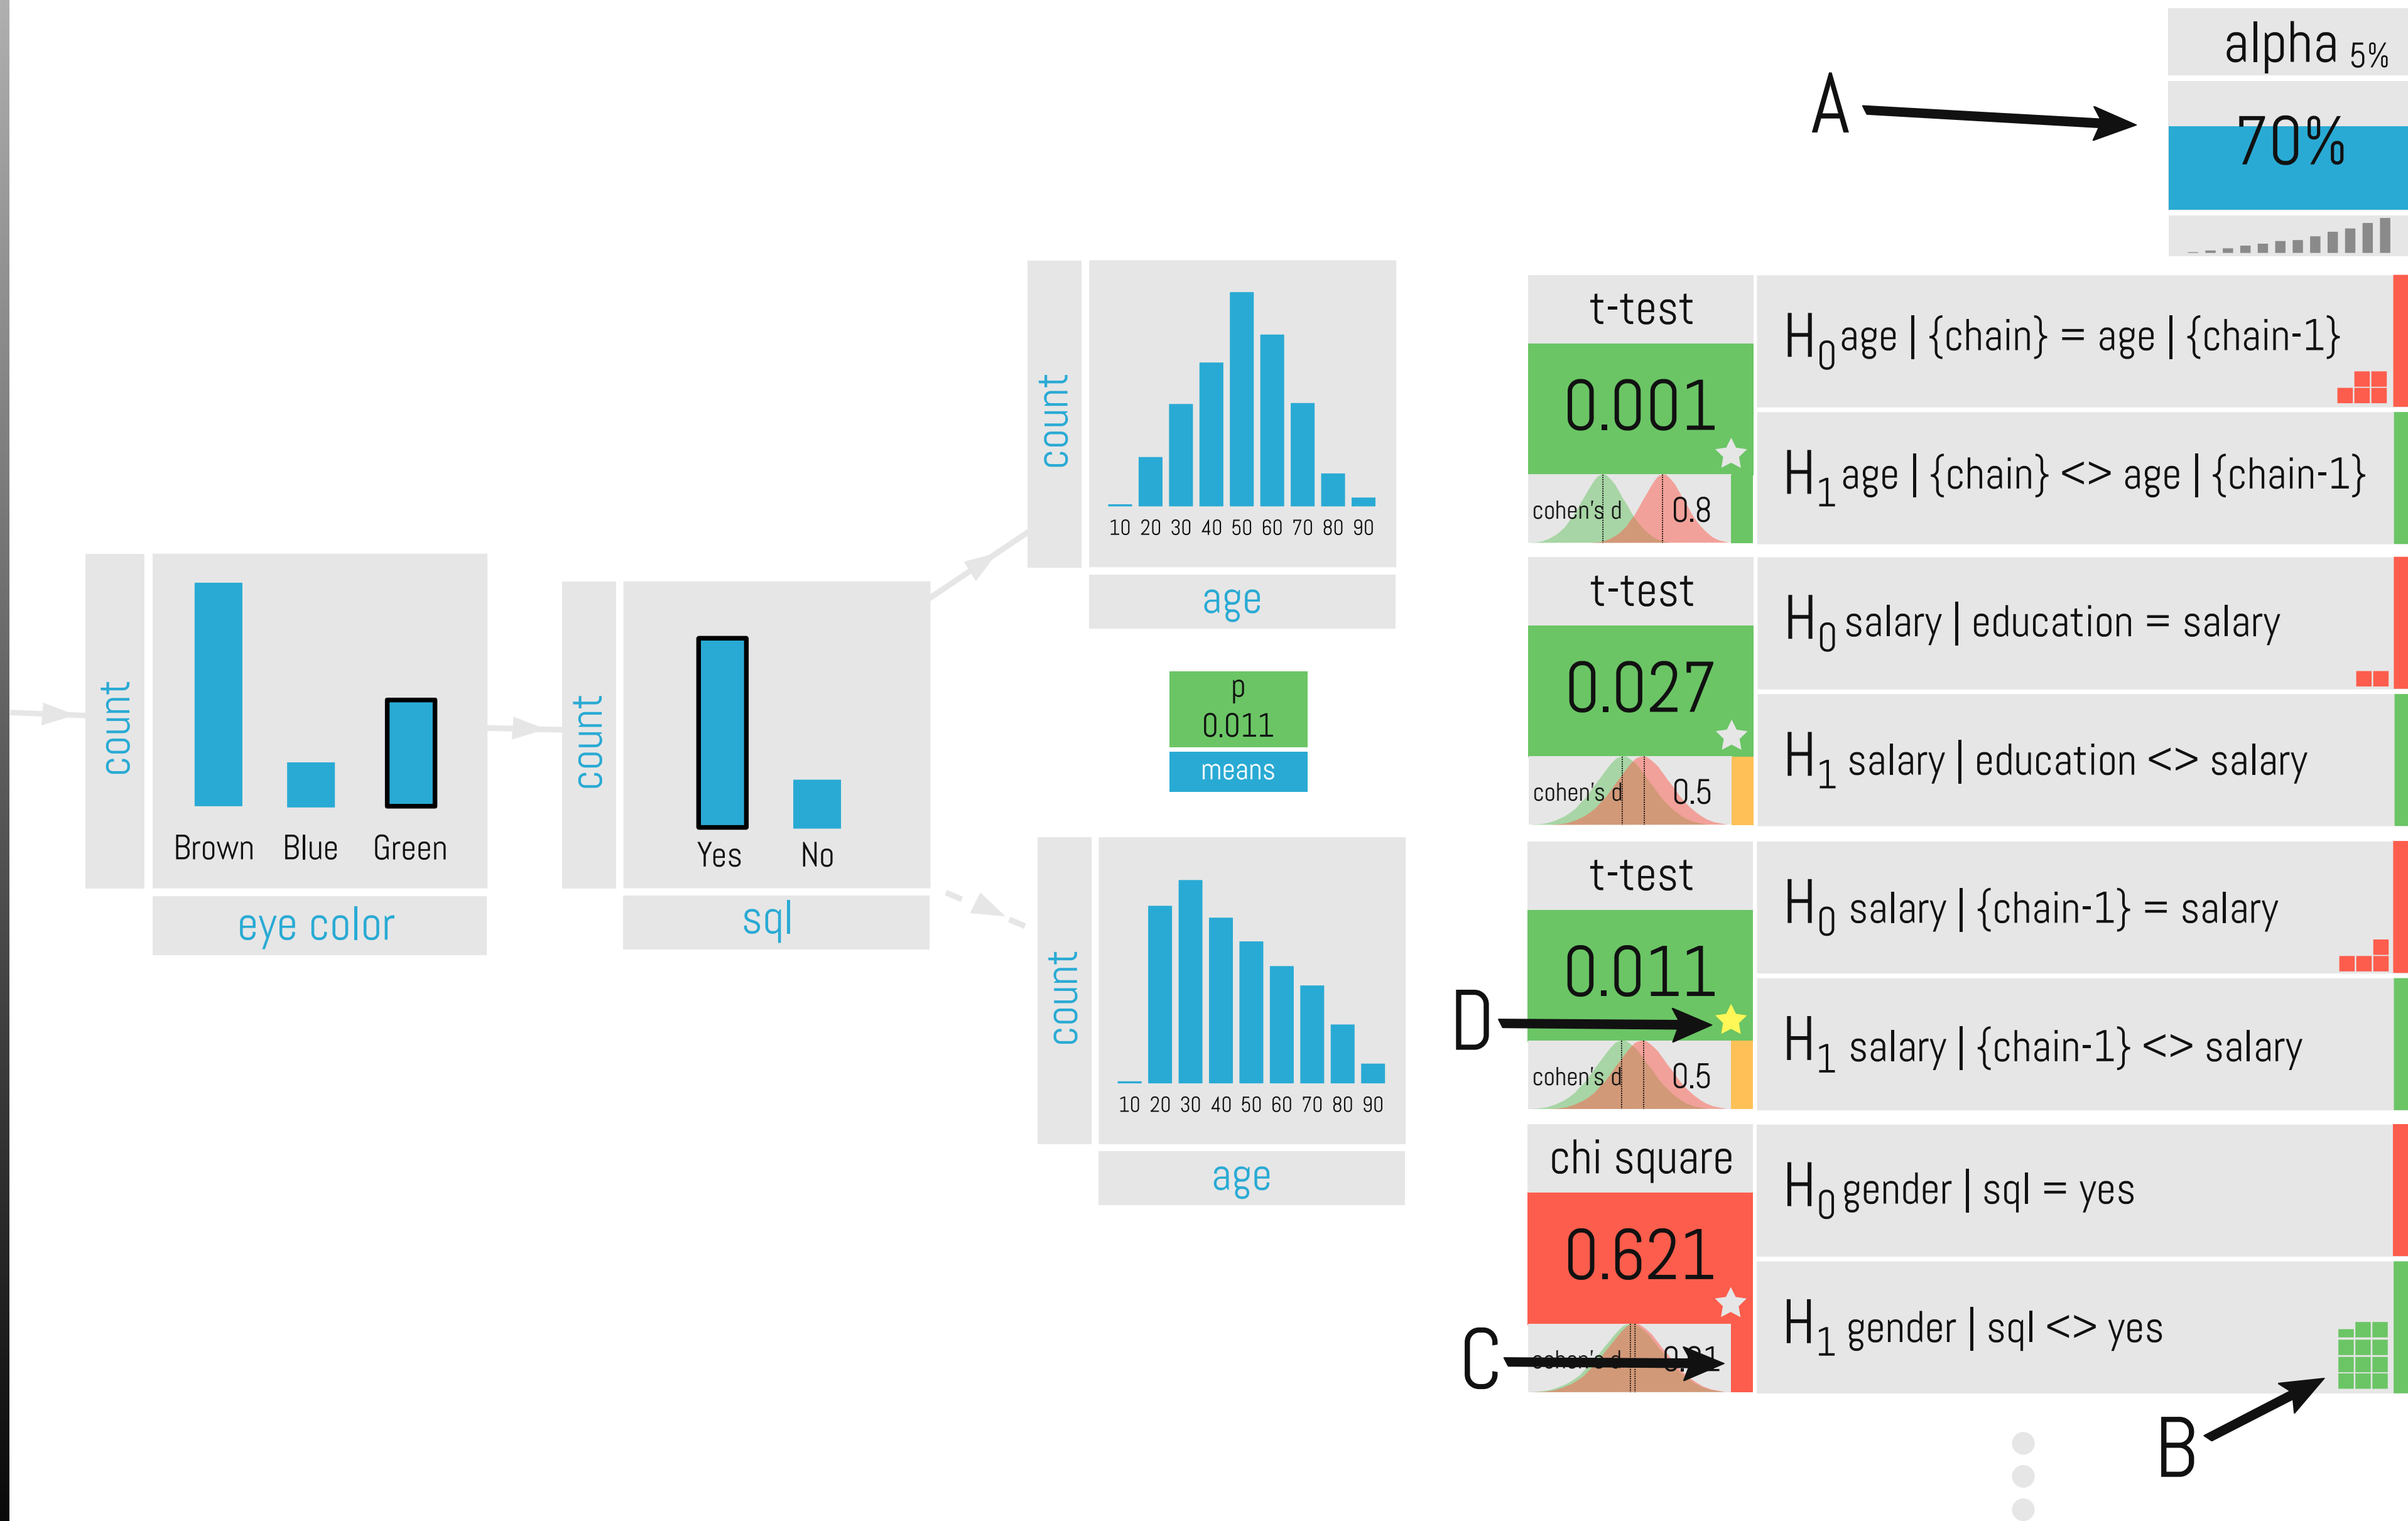 alpha 5%
A
70%
count
Brown Blue Green
eye color
count
Yes No
sql
count
10 20 30 40 50 60 70 80 90
age
p
0.011
means
count
10 20 30 40 50 60 70 80 90
age
t-test
0.001
cohen's d 0.8
H0 age | {chain} = age | {chain-1}
H1 age | {chain} <> age | {chain-1}
t-test
0.027
cohen's d 0.5
H0 salary | education = salary
H1 salary | education <> salary
t-test
0.011
D
cohen's d 0.5
H0 salary | {chain-1} = salary
H1 salary | {chain-1} <> salary
chi square
0.621
C
cohen's d
H0 gender | sql = yes
H1 gender | sql <> yes
B